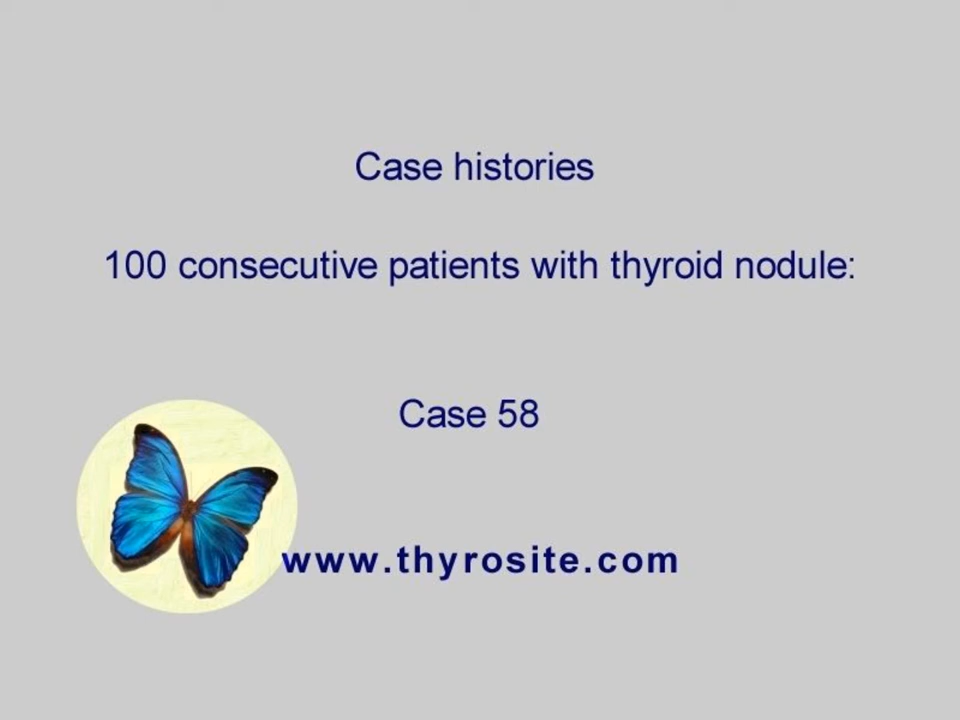 Case histories
100 consecutive patients with thyroid nodule:
Case 58
www.thyrosite.com